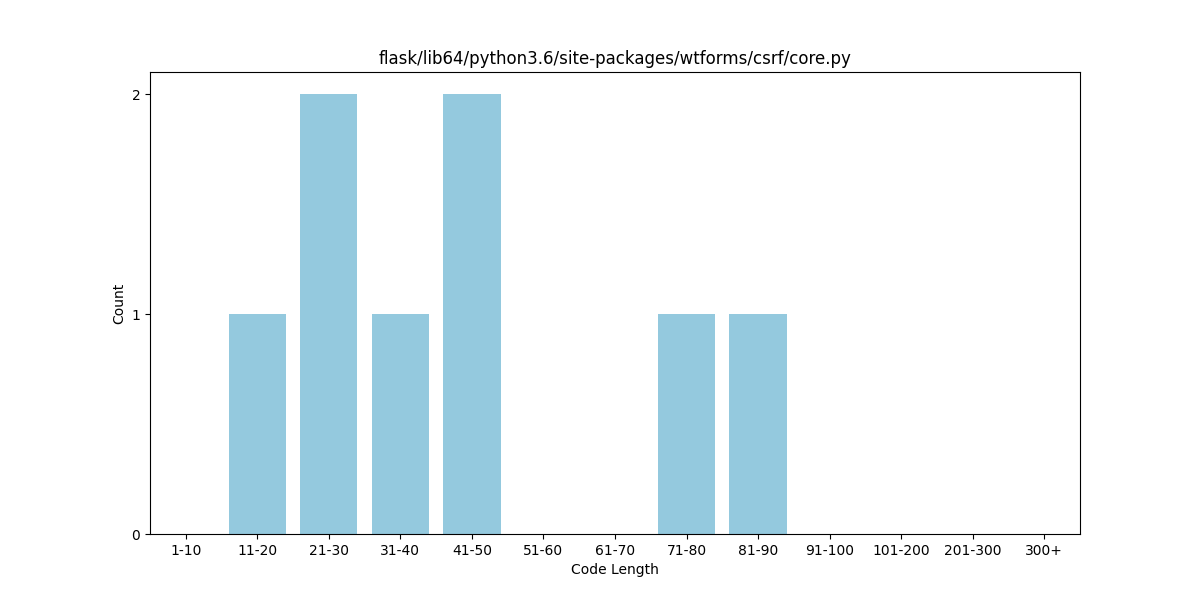 flask/lib64/python3.6/site-packages/wtforms/csrf/core.py
2
1
0
Count
1-10 11-20 21-30 31-40 41-50 51-60 61-70 71-80 81-90 91-100 101-200 201-300 300+
Code Length